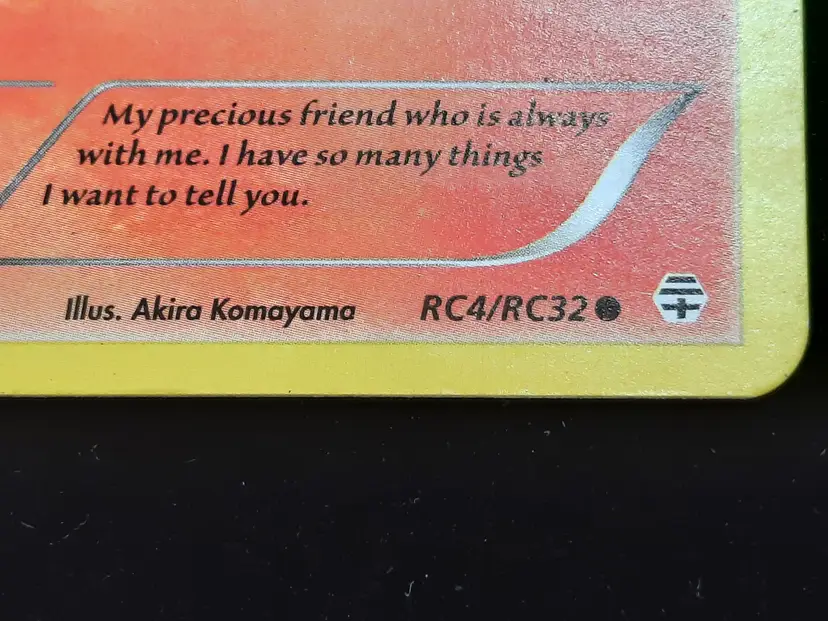 My precious friend who is always
with me. I have so many things
I want to tell you.
Illus. Akira Komayama RC4/RC32